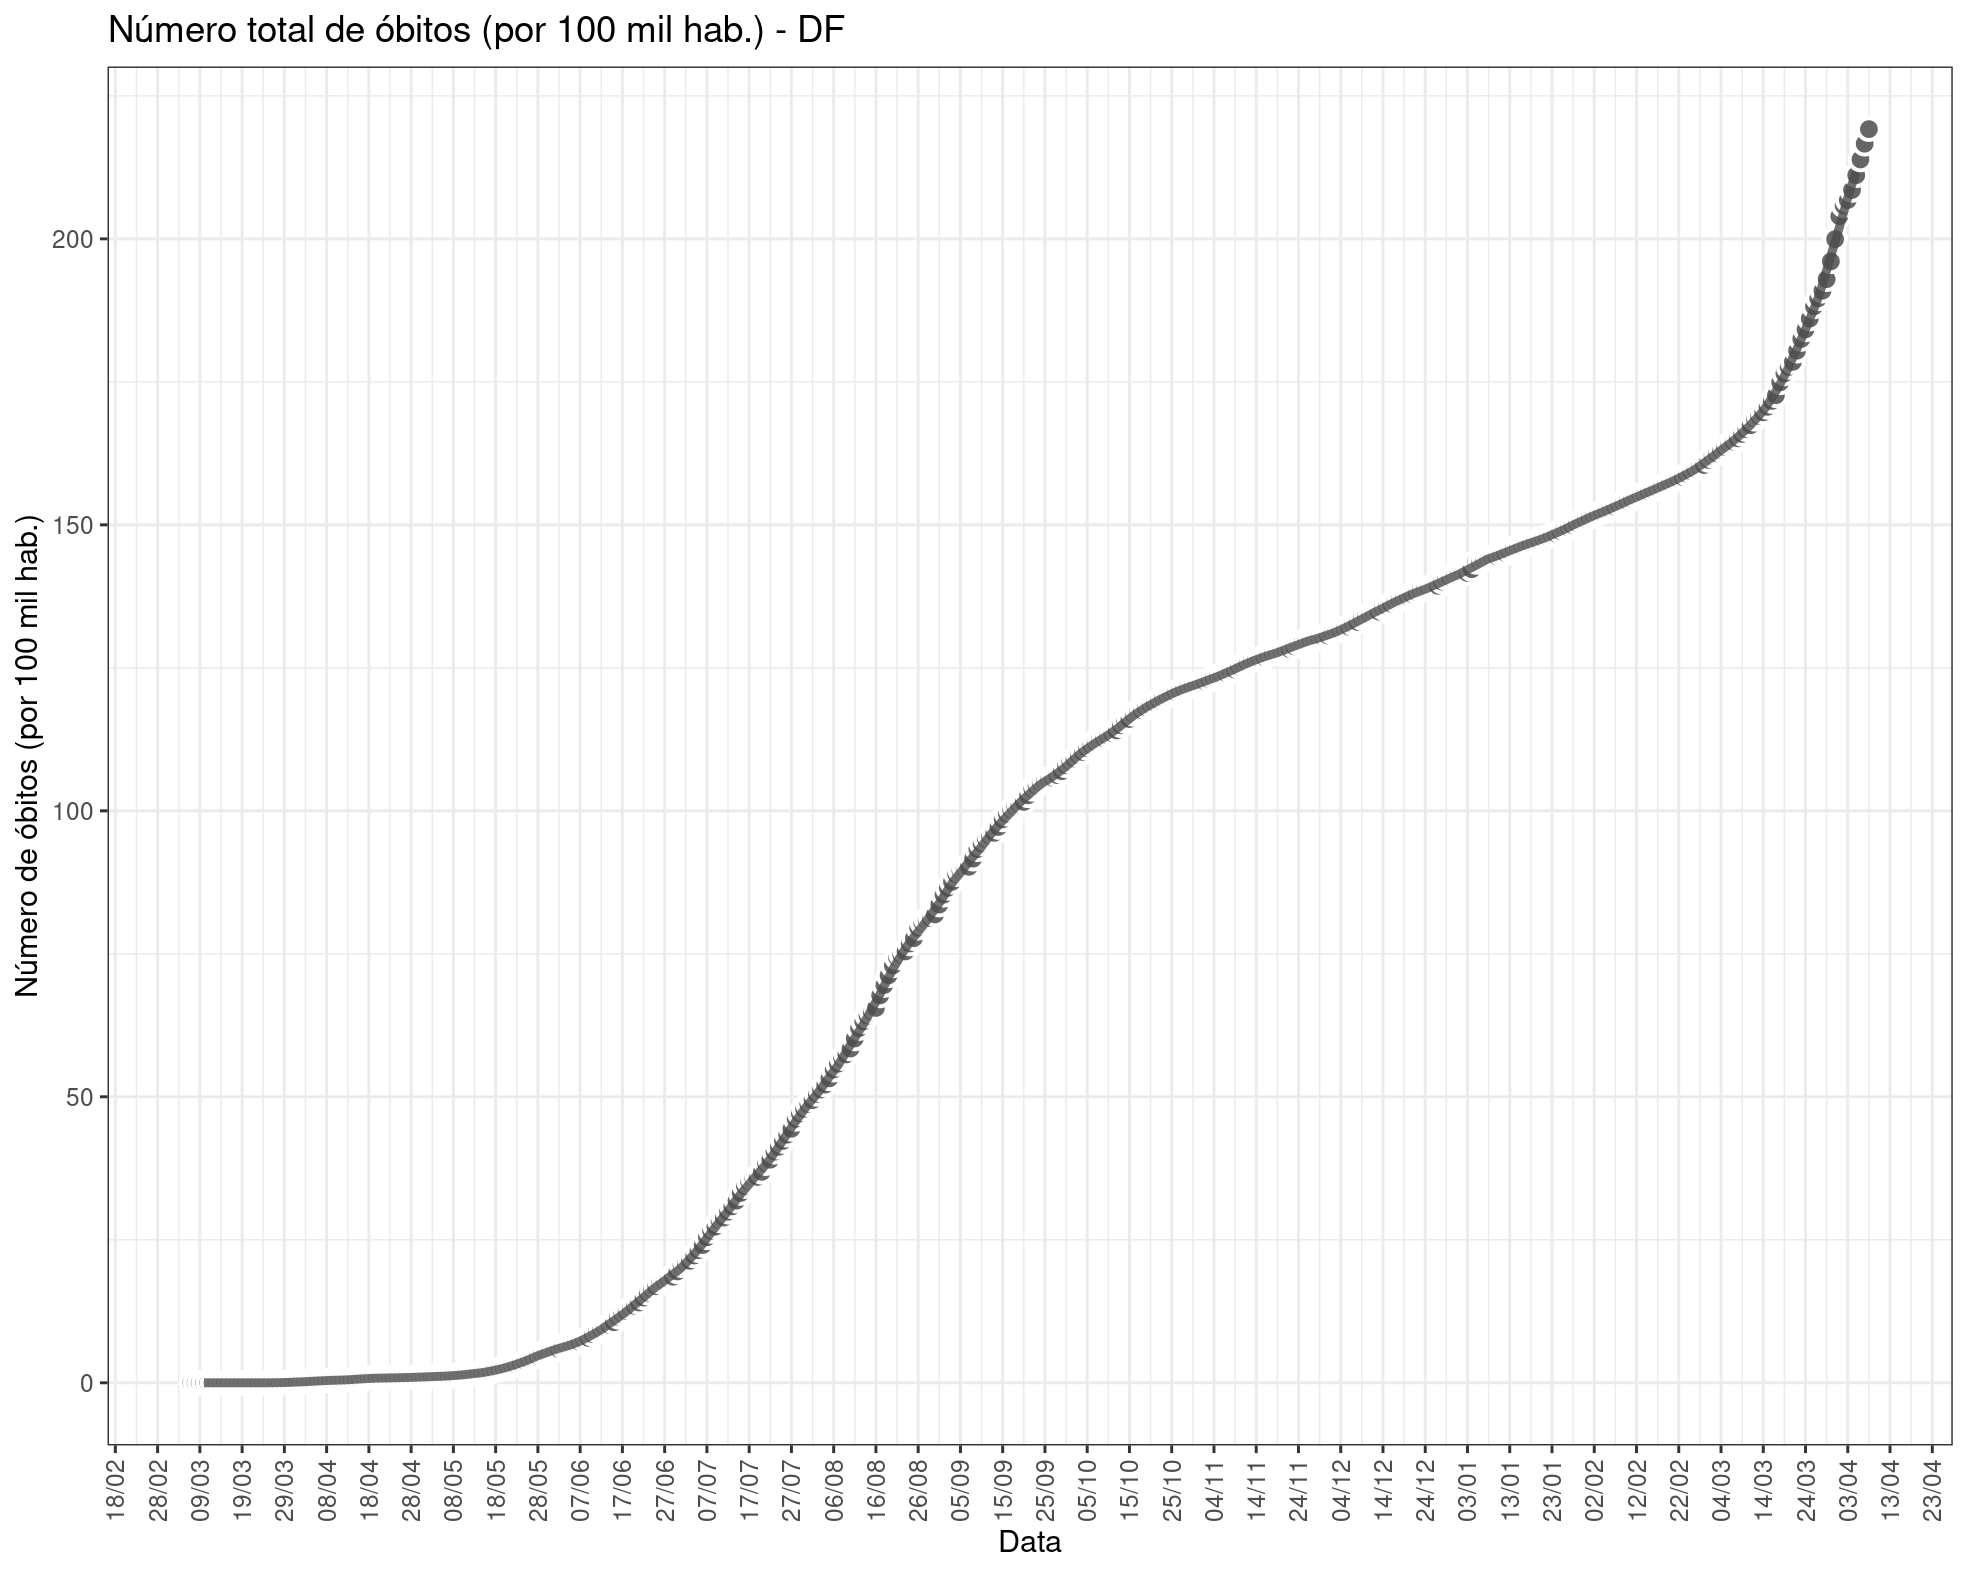 Número total de óbitos (por 100 mil hab.) - DF
Número de óbitos (por 100 mil hab.)
200
150
100
50
0
18/02 28/02 09/03 19/03 29/03 08/04 18/04 28/04 08/05 18/05 28/05 07/06 17/06 27/06 07/07 17/07 27/07 06/08 16/08 26/08 05/09 15/09 25/09 05/10 15/10 25/10 04/11 14/11 24/11 04/12 14/12 24/12 03/01 13/01 23/01 02/02 12/02 22/02 04/03 14/03 24/03 03/04 13/04 23/04
Data